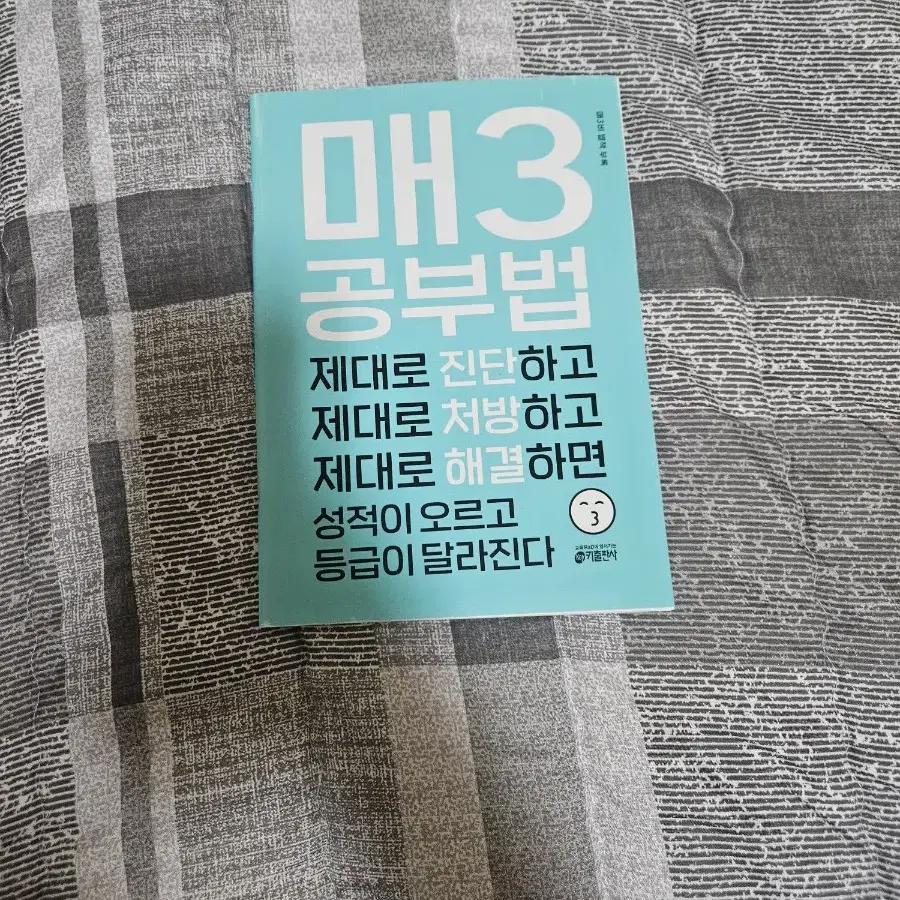 매3
공부법
제대로 진단하고
제대로 처방하고
제대로 해결하면
성적이 오르고
등급이 달라진다
키출판사